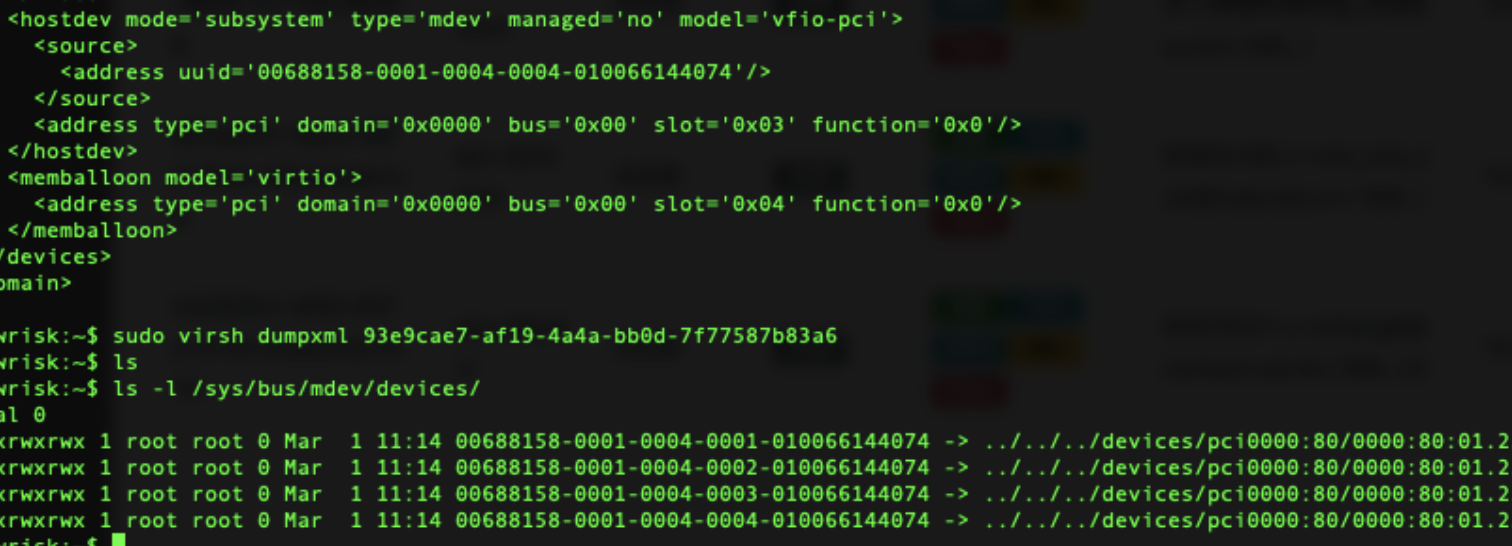 <hostdev mode='subsystem' type='mdev' managed='no' model='vfio-pci'>
<source>
<address uuid='00688158-0001-0004-0004-010066144074'/>
</source>
<address type='pci' domain='0x0000' bus='0x00' slot='0x03' function='0x0'/>
</hostdev>
<memballoon model='virtio'>
<address type='pci' domain='0x0000' bus='0x00' slot='0x04' function='0x0'/>
</memballoon>
/devices>
omain>
wrisk:~$ sudo virsh dumpxml 93e9cae7-af19-4a4a-bb0d-7f77587b83a6
wrisk:~$ ls
wrisk:~$ ls -l /sys/bus/mdev/devices/
al 0
xrwxrwx 1 root root 0 Mar  1 11:14 00688158-0001-0004-0001-010066144074 -> ../../../devices/pci0000:80/0000:80:01.2
xrwxrwx 1 root root 0 Mar  1 11:14 00688158-0001-0004-0002-010066144074 -> ../../../devices/pci0000:80/0000:80:01.2
xrwxrwx 1 root root 0 Mar  1 11:14 00688158-0001-0004-0003-010066144074 -> ../../../devices/pci0000:80/0000:80:01.2
xrwxrwx 1 root root 0 Mar  1 11:14 00688158-0001-0004-0004-010066144074 -> ../../../devices/pci0000:80/0000:80:01.2
wrisk:~$